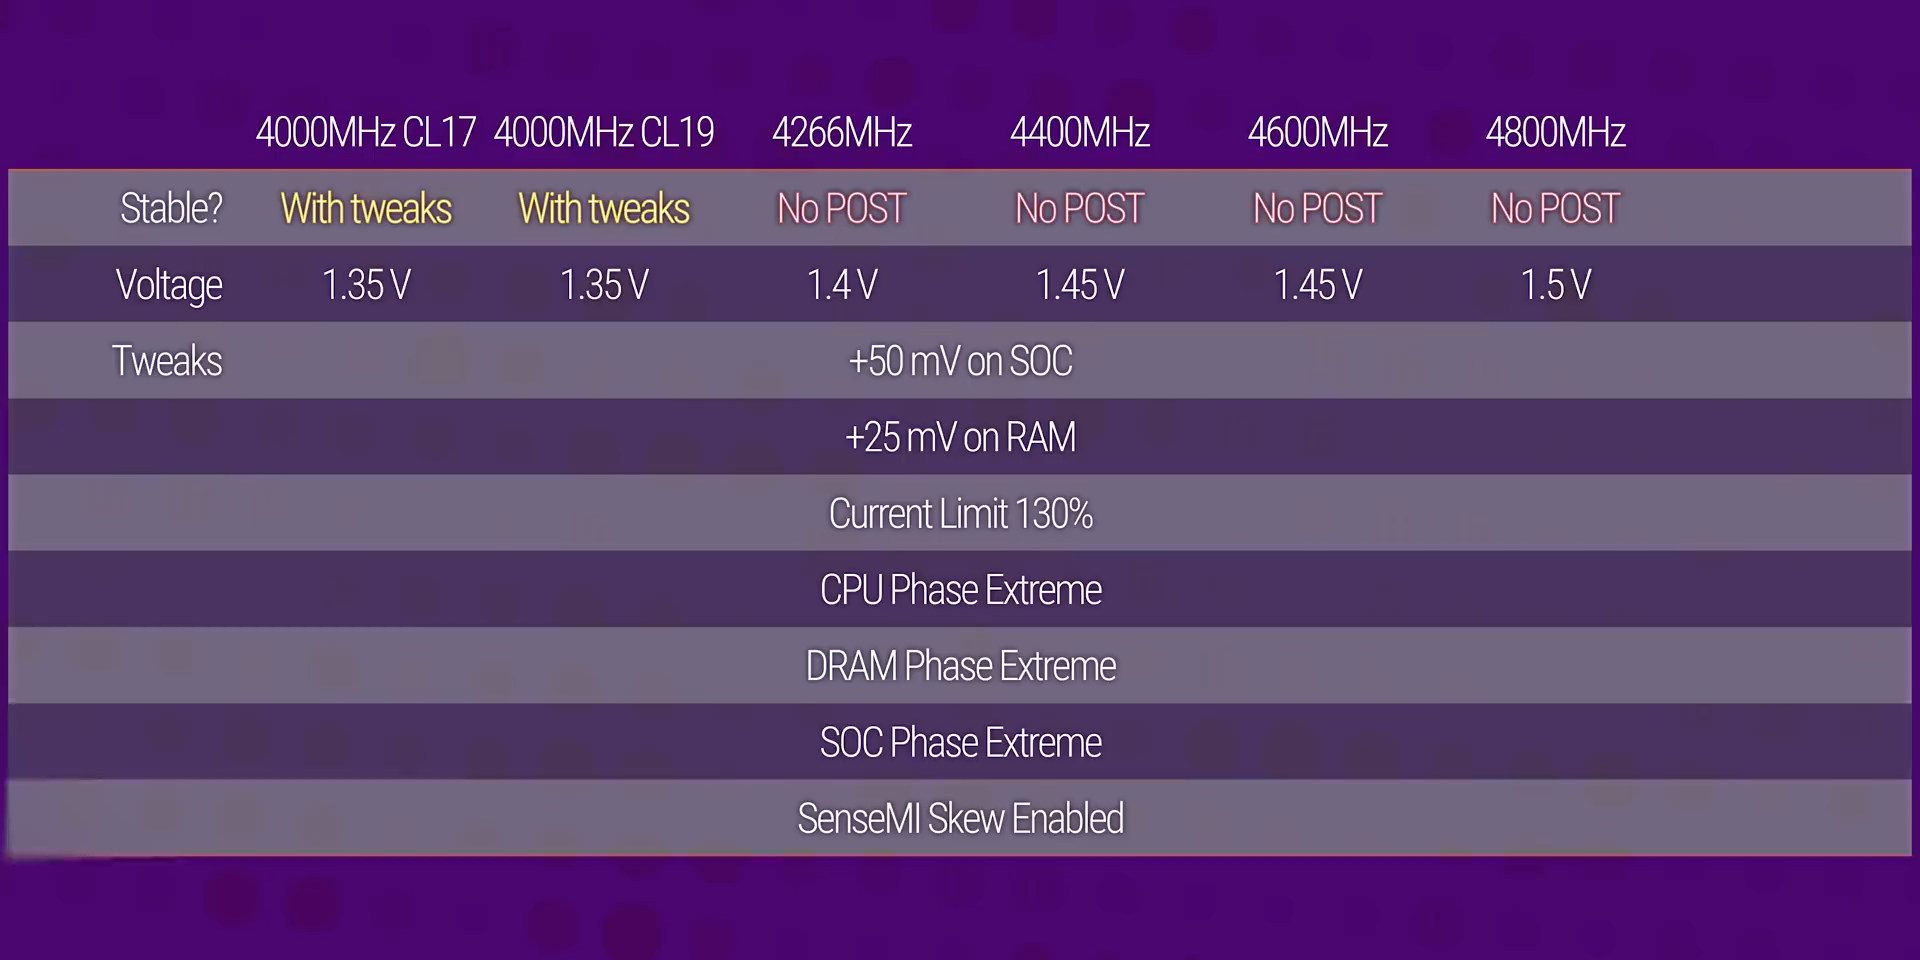 4000MHz CL17 4000MHz CL19 4266MHz 4400MHz 4600MHz 4800MHz
Stable? With tweaks With tweaks No POST No POST No POST No POST
Voltage 1.35 V 1.35 V 1.4 V 1.45 V 1.45 V 1.5 V
Tweaks +50 mV on SOC
+25 mV on RAM
Current Limit 130%
CPU Phase Extreme
DRAM Phase Extreme
SOC Phase Extreme
SenseMI Skew Enabled